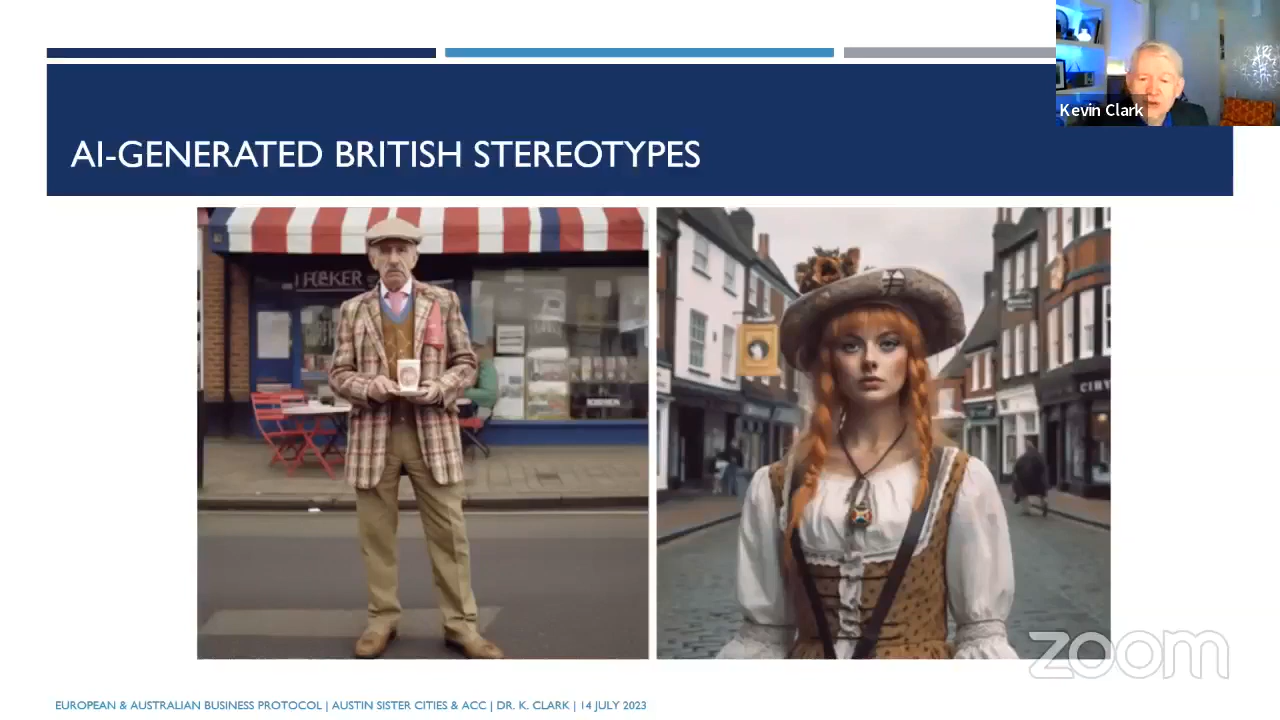 Kevin Clark
AI-GENERATED BRITISH STEREOTYPES
zoom
EUROPEAN & AUSTRALIAN BUSINESS PROTOCOL | AUSTIN SISTER CITIES & ACC | DR. K. CLARK | 14 JULY 2023